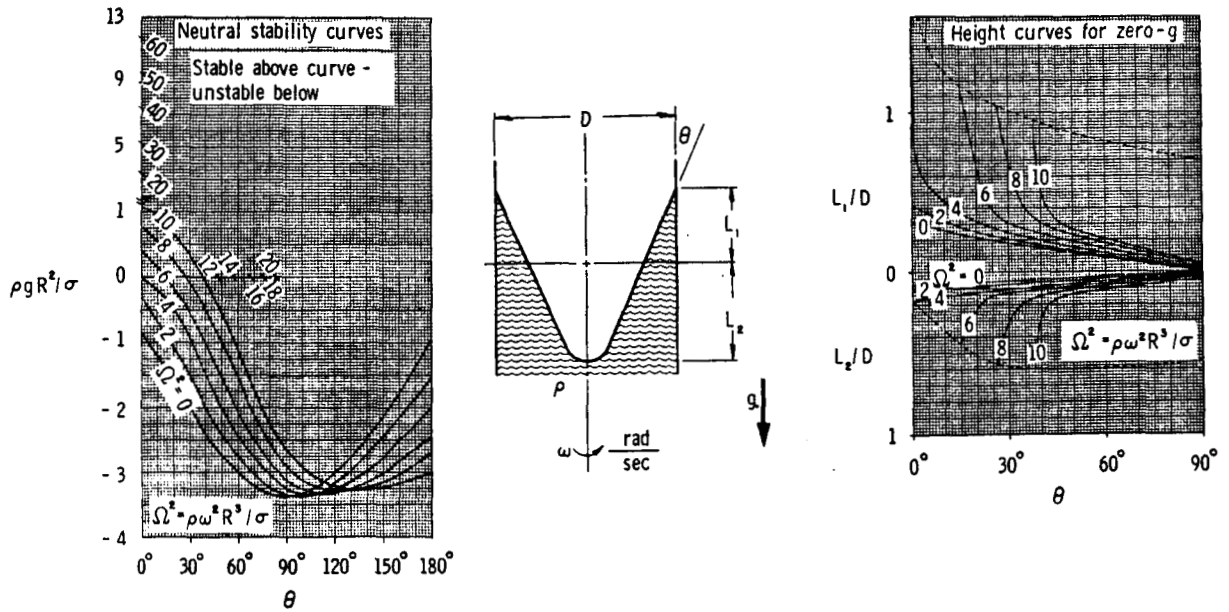 Neutral stability curves
Stable above curve -
unstable below
13
9
5
1
0
- 1
- 2
- 3
- 4
ρgR²/σ
60
50
40
30
20
10
8
6
4
2
Ω²=0
12
14
16
18
20
Ω²=ρω²R³/σ
0° 30° 60° 90° 120° 150° 180°
θ
D
θ
L₁
L₂
ρ
g
ω rad/sec
Height curves for zero-g
1
L₁/D
0
L₂/D
1
0
2
4
6
8
10
Ω²=0
2
4
6
8
10
Ω²=ρω²R³/σ
0° 30° 60° 90°
θ